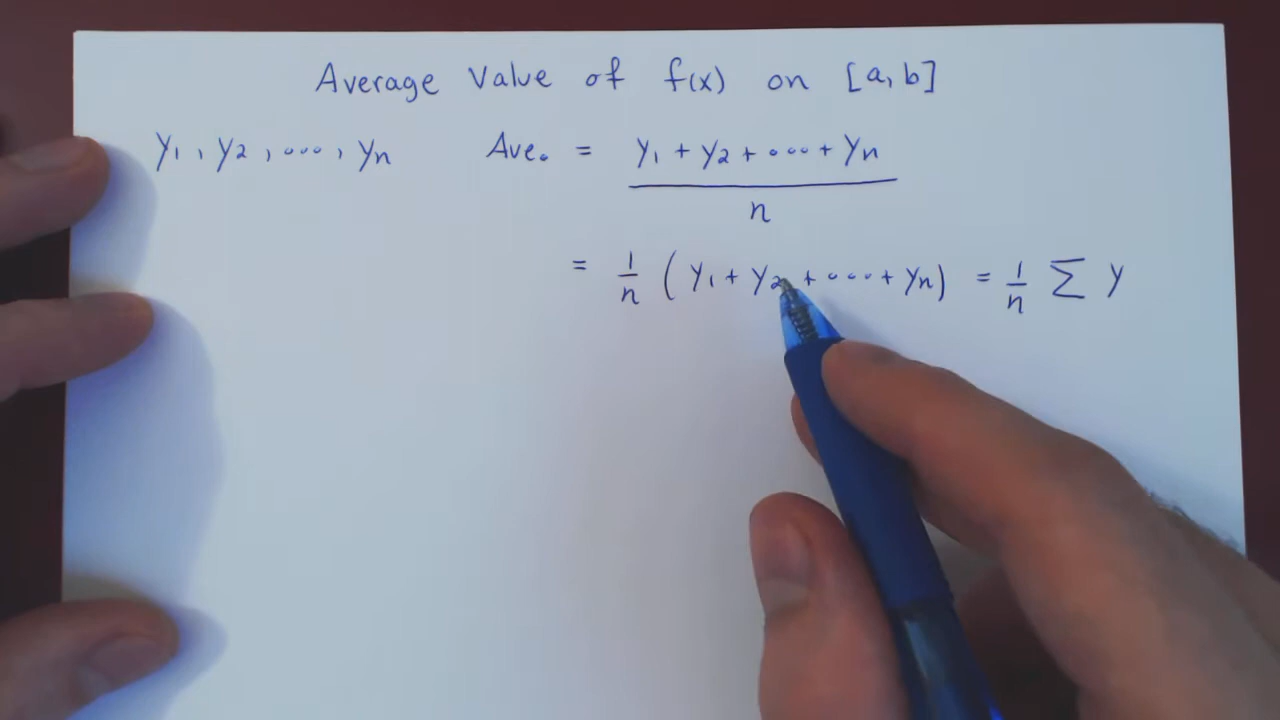 Average Value of f(x) on [a, b]
y₁, y₂, ..., yₙ Ave. = (y₁ + y₂ + ... + yₙ) / n
= 1/n (y₁ + y₂ + ... + yₙ) = 1/n Σ y